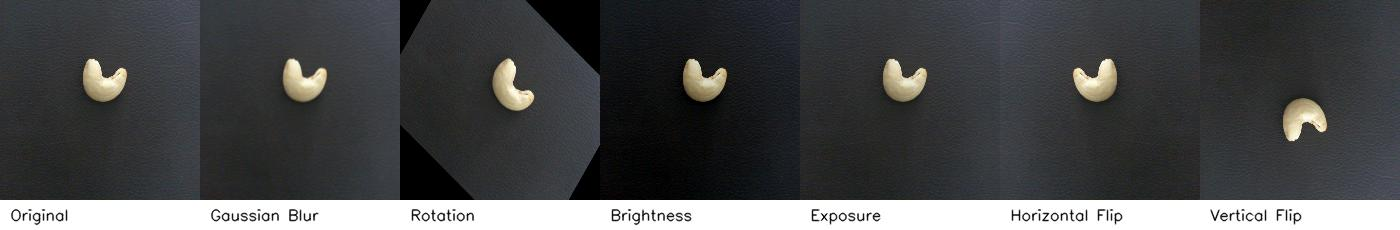 Original
Gaussian Blur
Rotation
Brightness
Exposure
Horizontal Flip
Vertical Flip